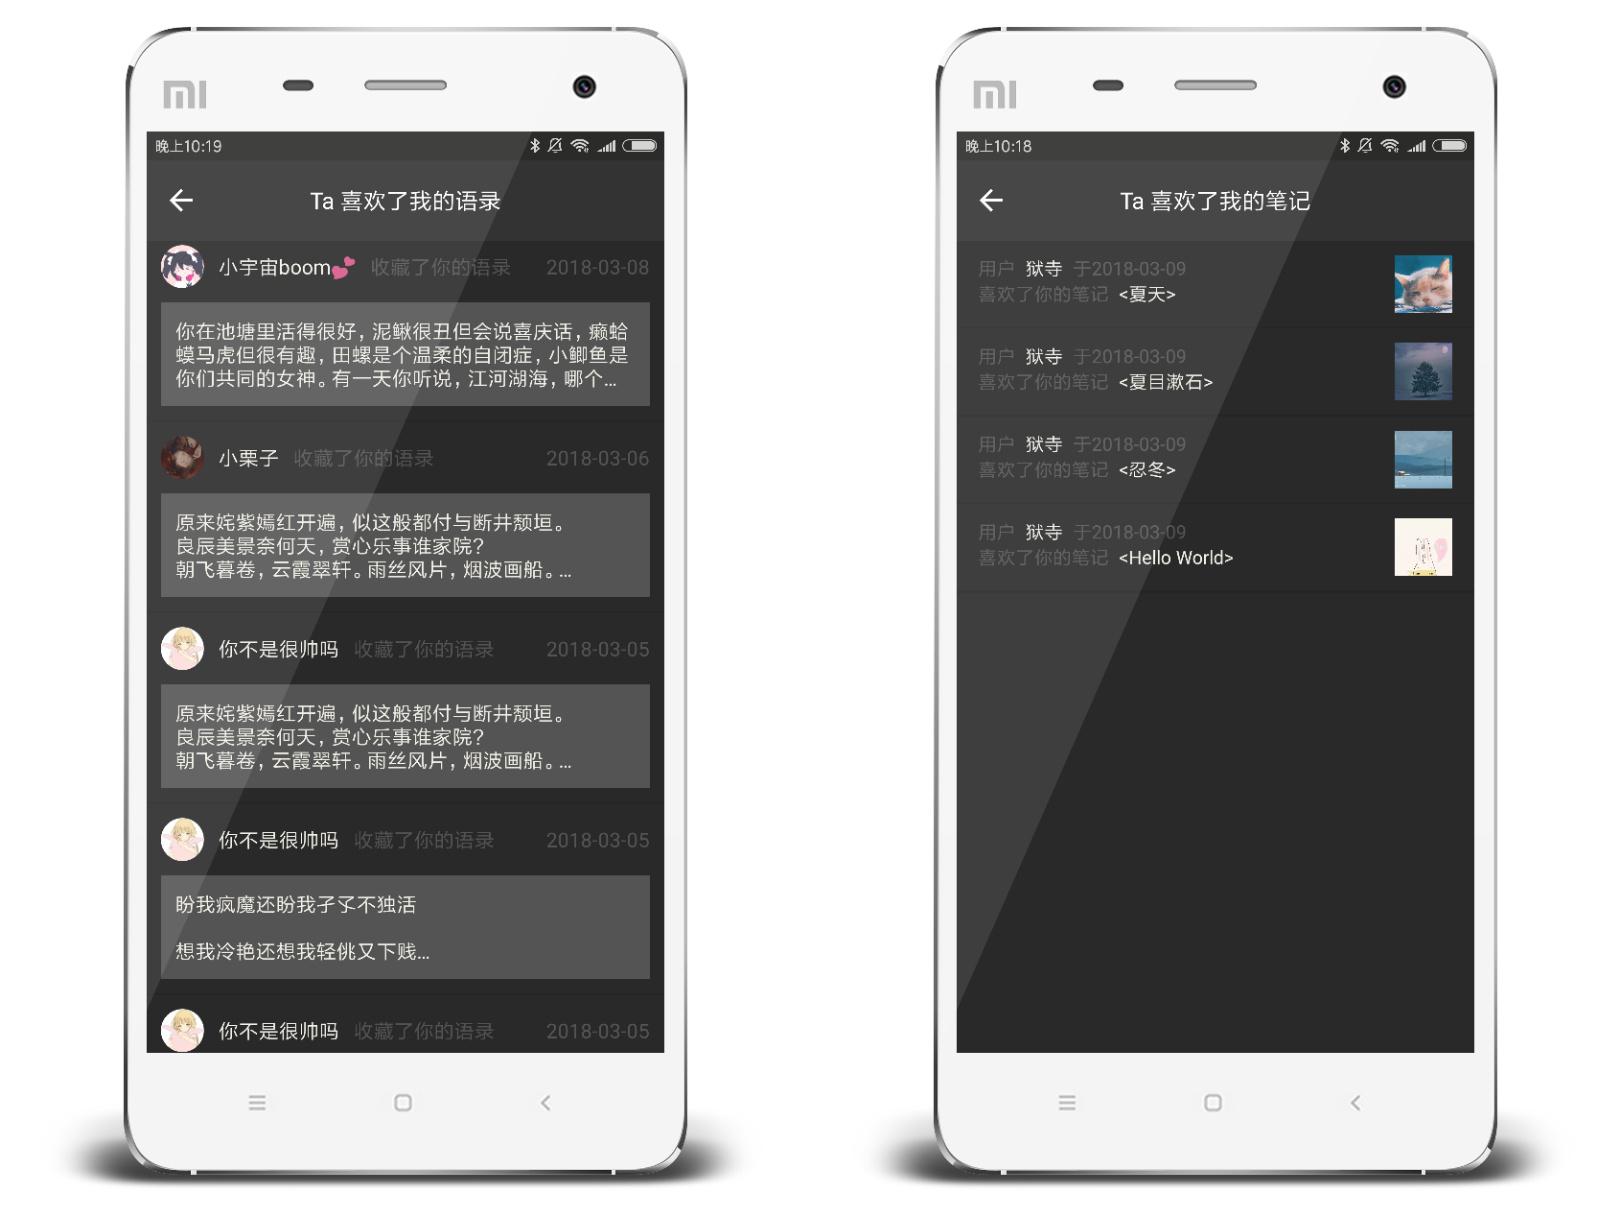 MI
晚上10:19
Ta 喜欢了我的语录
小宇宙boom💕 收藏了你的语录 2018-03-08
你在池塘里活得很好，泥鳅很丑但会说喜庆话，癞蛤
蟆马虎但很有趣，田螺是个温柔的自闭症，小鲫鱼是
你们共同的女神。有一天你听说，江河湖海，哪个...
小栗子 收藏了你的语录 2018-03-06
原来姹紫嫣红开遍，似这般都付与断井颓垣。
良辰美景奈何天，赏心乐事谁家院？
朝飞暮卷，云霞翠轩。雨丝风片，烟波画船。...
你不是很帅吗 收藏了你的语录 2018-03-05
原来姹紫嫣红开遍，似这般都付与断井颓垣。
良辰美景奈何天，赏心乐事谁家院？
朝飞暮卷，云霞翠轩。雨丝风片，烟波画船。...
你不是很帅吗 收藏了你的语录 2018-03-05
盼我疯魔还盼我孑孓不独活
想我冷艳还想我轻佻又下贱...
你不是很帅吗 收藏了你的语录 2018-03-05
MI
晚上10:18
Ta 喜欢了我的笔记
用户 獄寺 于2018-03-09
喜欢了你的笔记 <夏天>
用户 獄寺 于2018-03-09
喜欢了你的笔记 <夏目漱石>
用户 獄寺 于2018-03-09
喜欢了你的笔记 <忍冬>
用户 獄寺 于2018-03-09
喜欢了你的笔记 <Hello World>